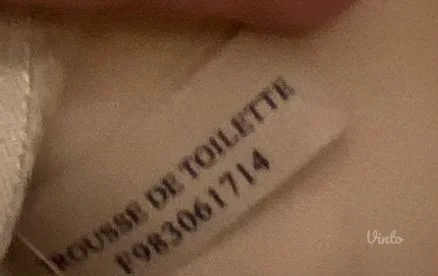 ROUSSE DE TOILETTE
F983061714
Vinto